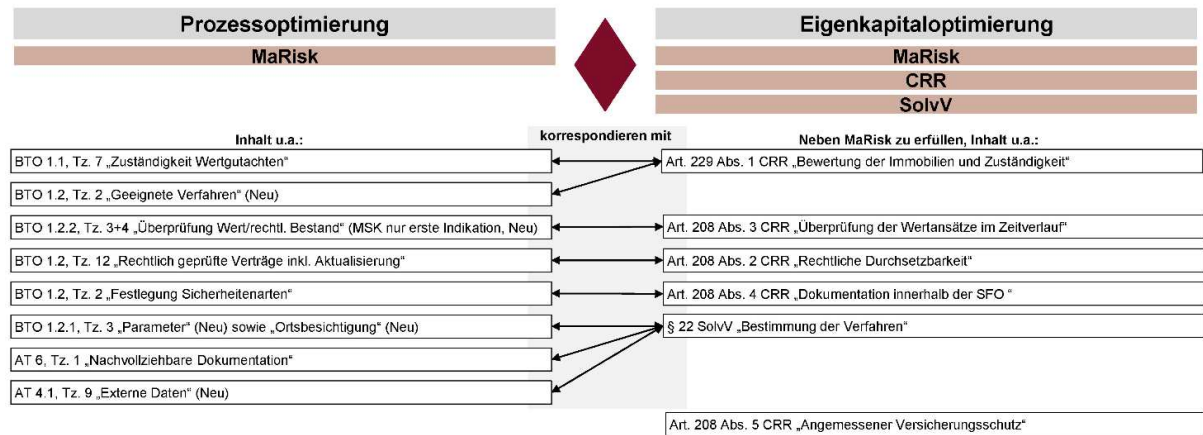 Prozessoptimierung
MaRisk
Eigenkapitaloptimierung
MaRisk
CRR
SolvV
Inhalt u.a.:
korrespondieren mit
Neben MaRisk zu erfüllen, Inhalt u.a.:
BTO 1.1, Tz. 7 „Zuständigkeit Wertgutachten“
Art. 229 Abs. 1 CRR „Bewertung der Immobilien und Zuständigkeit“
BTO 1.2, Tz. 2 „Geeignete Verfahren“ (Neu)
BTO 1.2.2, Tz. 3+4 „Überprüfung Wert/rechtl. Bestand“ (MSK nur erste Indikation, Neu)
Art. 208 Abs. 3 CRR „Überprüfung der Wertansätze im Zeitverlauf“
BTO 1.2, Tz. 12 „Rechtlich geprüfte Verträge inkl. Aktualisierung“
Art. 208 Abs. 2 CRR „Rechtliche Durchsetzbarkeit“
BTO 1.2, Tz. 2 „Festlegung Sicherheitenarten“
Art. 208 Abs. 4 CRR „Dokumentation innerhalb der SFO “
BTO 1.2.1, Tz. 3 „Parameter“ (Neu) sowie „Ortsbesichtigung“ (Neu)
§ 22 SolvV „Bestimmung der Verfahren“
AT 6, Tz. 1 „Nachvollziehbare Dokumentation“
AT 4.1, Tz. 9 „Externe Daten“ (Neu)
Art. 208 Abs. 5 CRR „Angemessener Versicherungsschutz“